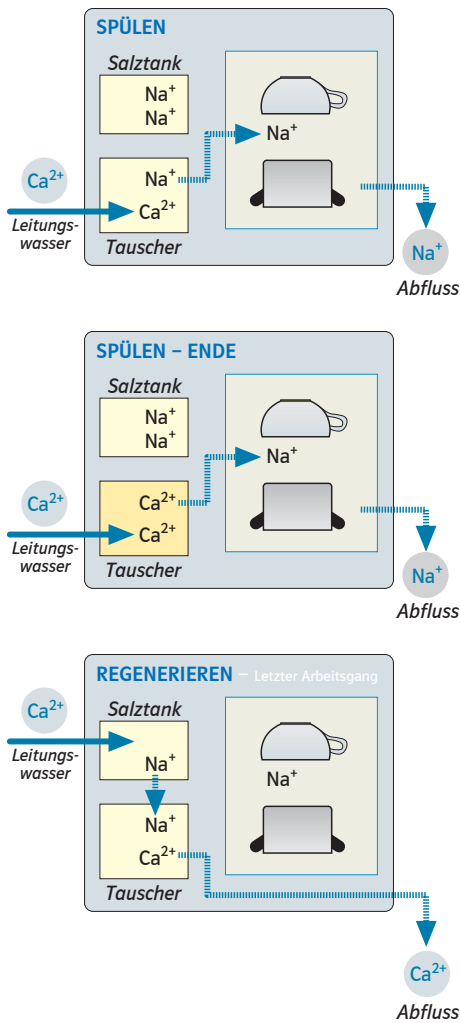 SPÜLEN
Salztank
Na⁺
Na⁺
Na⁺
Ca²⁺
Na⁺
Ca²⁺
Leitungs-
wasser
Tauscher
Na⁺
Abfluss
SPÜLEN – ENDE
Salztank
Na⁺
Na⁺
Na⁺
Ca²⁺
Ca²⁺
Ca²⁺
Leitungs-
wasser
Tauscher
Na⁺
Abfluss
REGENERIEREN – Letzter Arbeitsgang
Ca²⁺
Salztank
Leitungs-
wasser
Na⁺
Na⁺
Na⁺
Ca²⁺
Tauscher
Ca²⁺
Abfluss